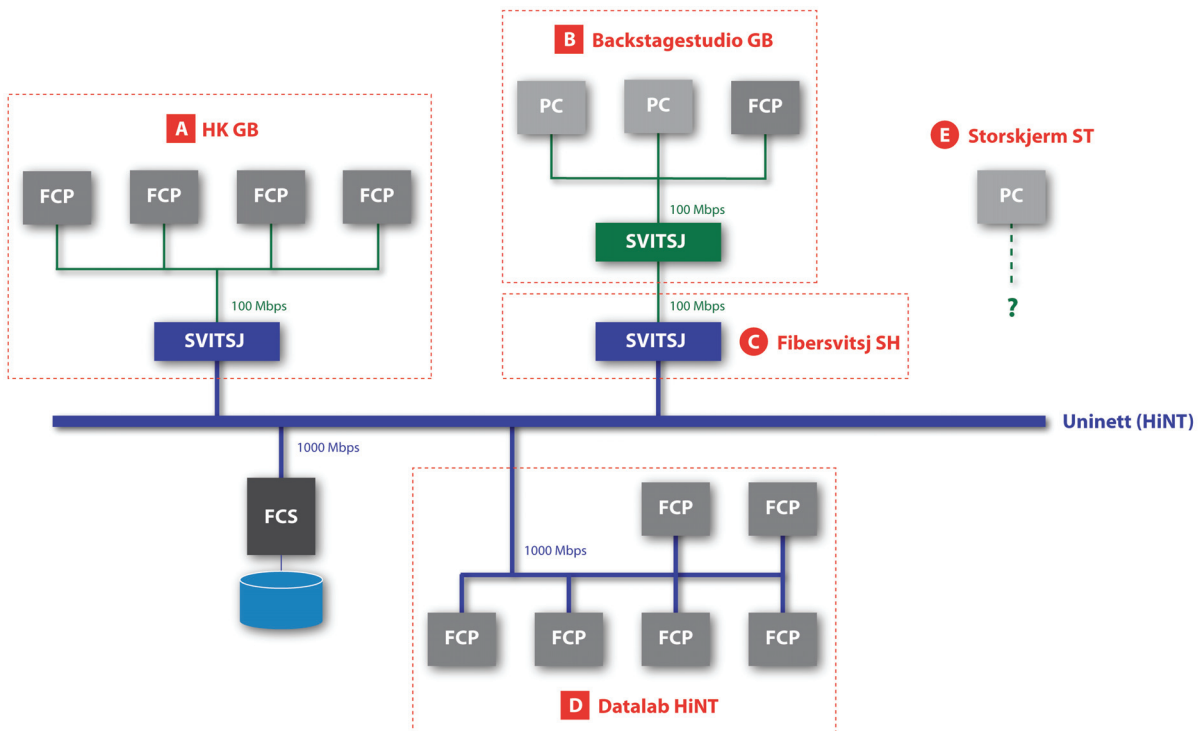 B Backstagestudio GB
PC PC FCP
100 Mbps
SVITSJ
A HK GB
FCP FCP FCP FCP
100 Mbps
SVITSJ
100 Mbps
SVITSJ
C Fibersvitsj SH
E Storskjerm ST
PC
?
Uninett (HiNT)
1000 Mbps
FCS
1000 Mbps
FCP FCP
FCP FCP FCP FCP
D Datalab HiNT